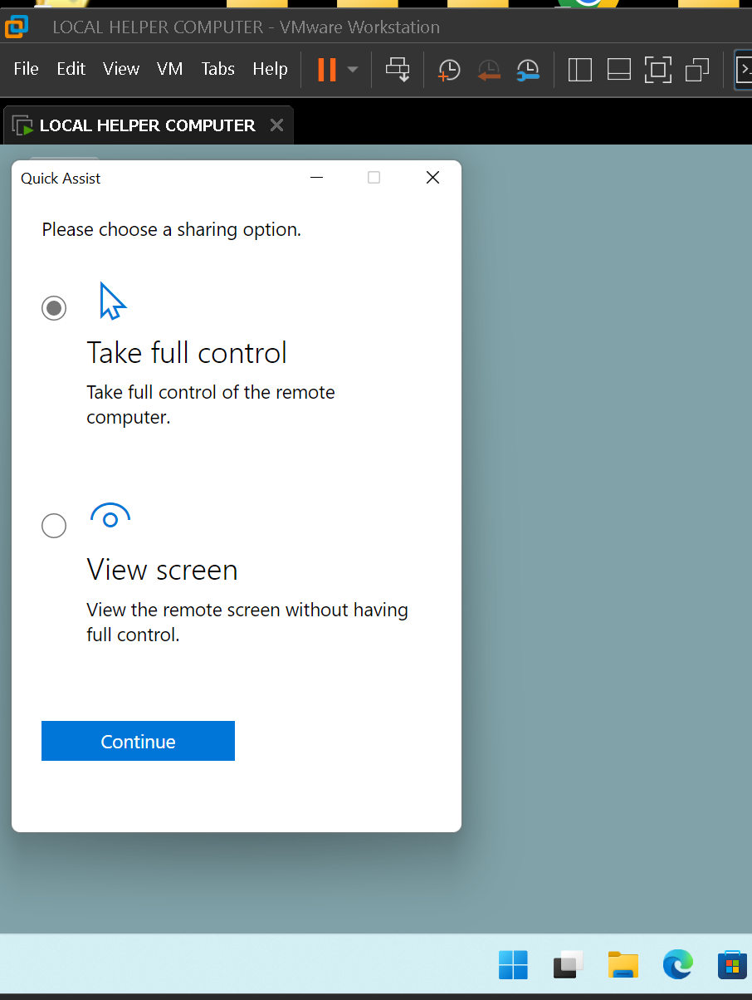 LOCAL HELPER COMPUTER - VMware Workstation
File Edit View VM Tabs Help
LOCAL HELPER COMPUTER
Quick Assist
Please choose a sharing option.
Take full control
Take full control of the remote
computer.
View screen
View the remote screen without having
full control.
Continue